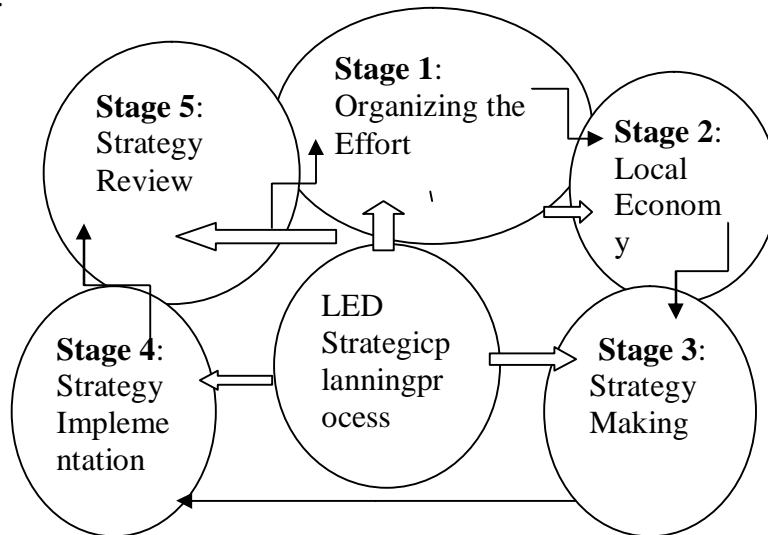 Stage 1:
Organizing the
Effort
Stage 2:
Local
Econom
y
Stage 3:
Strategy
Making
Stage 4:
Strategy
Impleme
ntation
Stage 5:
Strategy
Review
LED
Strategicp
lanningpr
ocess